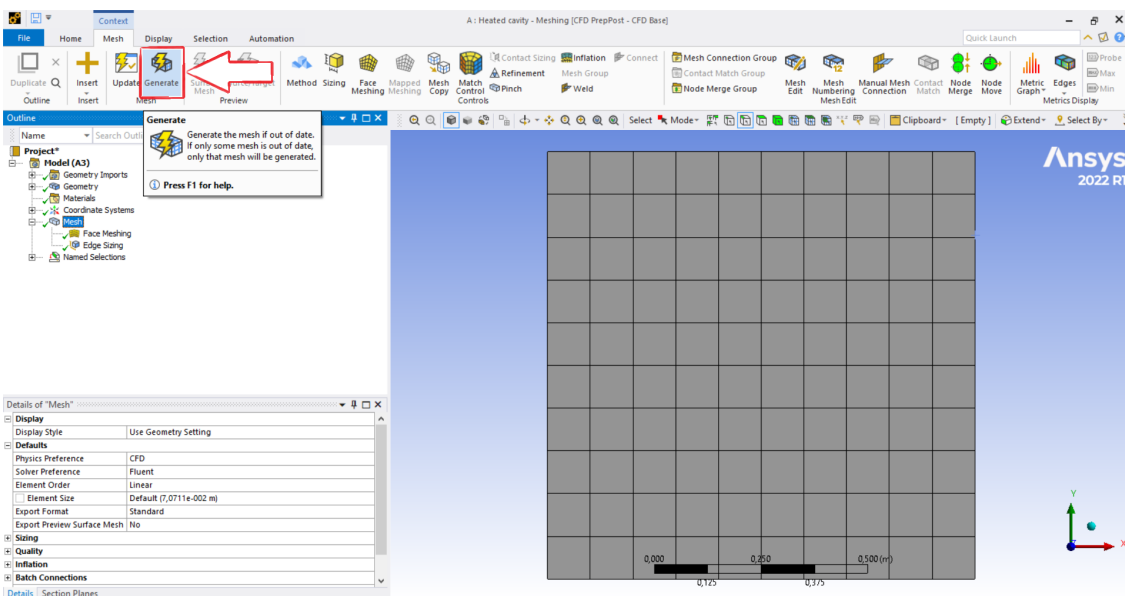 Context
A : Heated cavity - Meshing [CFD PrepPost - CFD Base]
File Home Mesh Display Selection Automation Quick Launch
Duplicate Q Insert Update Generate Mesh Method Sizing Face Meshing Mapped Meshing Mesh Copy Match Control
Contact Sizing Inflation Connect
Refinement Mesh Group
Pinch Weld
Mesh Connection Group
Contact Match Group
Node Merge Group
Mesh Edit Mesh Numbering Manual Mesh Connection Contact Match Node Merge Node Move Metric Graph Edges
Probe
Max
Min
Outline Insert Mesh Preview Controls Mesh Edit Metrics Display
Outline
Select Mode Clipboard [ Empty ] Extend Select By
Name Search Outli
Generate
Generate the mesh if out of date.
If only some mesh is out of date,
only that mesh will be generated.
Press F1 for help.
Project*
Model (A3)
Geometry Imports
Geometry
Materials
Coordinate Systems
Mesh
Face Meshing
Edge Sizing
Named Selections
Ansys
2022 R1
Details of "Mesh"
Display
Display Style Use Geometry Setting
Defaults
Physics Preference CFD
Solver Preference Fluent
Element Order Linear
Element Size Default (7,0711e-002 m)
Export Format Standard
Export Preview Surface Mesh No
Sizing
Quality
Inflation
Batch Connections
Details Section Planes
0,000 0,250 0,500 (m)
0,125 0,375
Y
Z
X